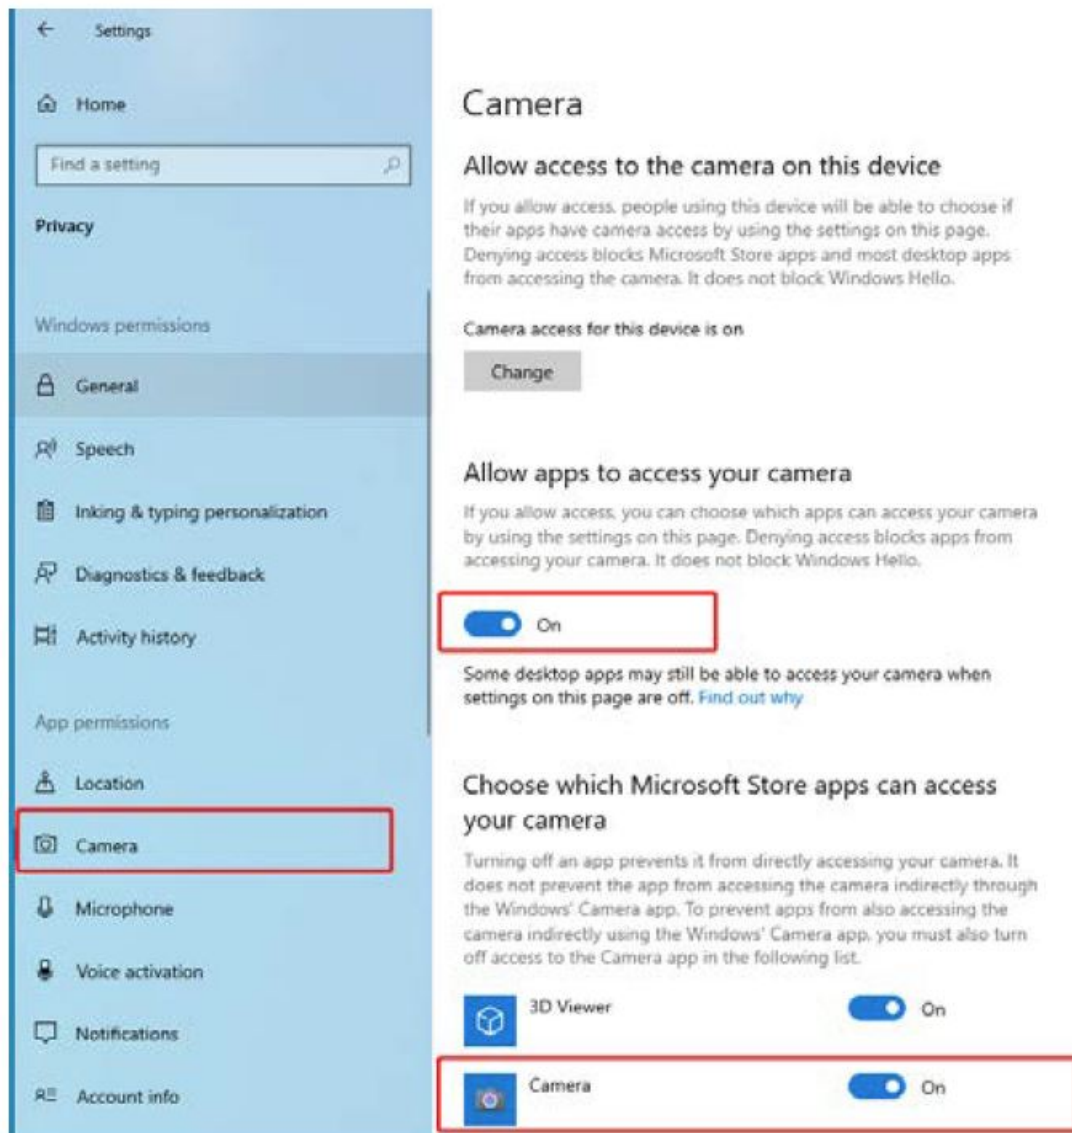 Settings
Home
Find a setting
Privacy
Windows permissions
General
Speech
Inking & typing personalization
Diagnostics & feedback
Activity history
App permissions
Location
Camera
Microphone
Voice activation
Notifications
Account info
Camera
Allow access to the camera on this device
If you allow access, people using this device will be able to choose if
their apps have camera access by using the settings on this page.
Denying access blocks Microsoft Store apps and most desktop apps
from accessing the camera. It does not block Windows Hello.
Camera access for this device is on
Change
Allow apps to access your camera
If you allow access, you can choose which apps can access your camera
by using the settings on this page. Denying access blocks apps from
accessing your camera. It does not block Windows Hello.
On
Some desktop apps may still be able to access your camera when
settings on this page are off. Find out why
Choose which Microsoft Store apps can access
your camera
Turning off an app prevents it from directly accessing your camera. It
does not prevent the app from accessing the camera indirectly through
the Windows' Camera app. To prevent apps from also accessing the
camera indirectly using the Windows' Camera app, you must also turn
off access to the Camera app in the following list.
3D Viewer On
Camera On